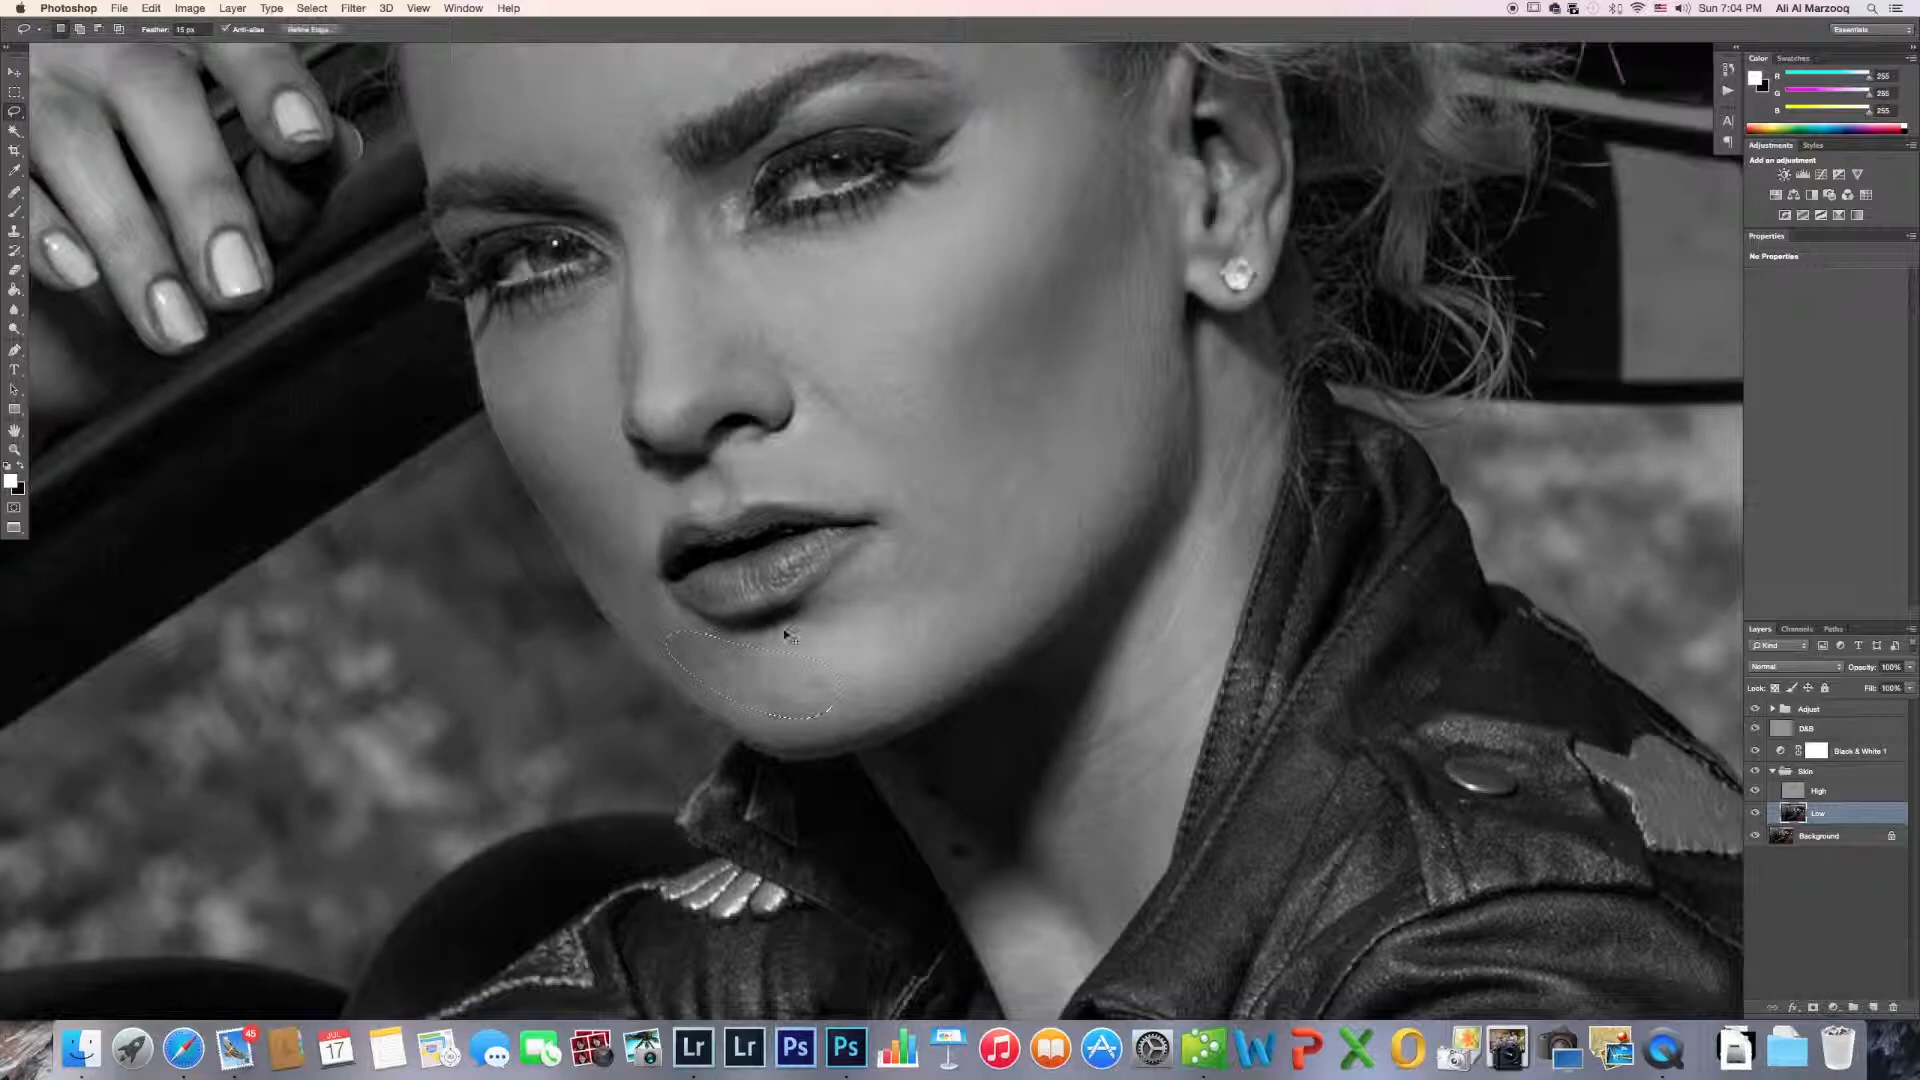 Photoshop File Edit Image Layer Type Select Filter 3D View Window Help Sun 7:04 PM Ali Al Marzooq
Feather: 15 px Anti-alias Refine Edge... Essentials
Color Swatches
R 255
G 255
B 255
Adjustments Styles
Add an adjustment
Properties
No Properties
Layers Channels Paths
Kind
Normal Opacity: 100%
Lock: Fill: 100%
Adjust
D&B
Black & White 1
Skin
High
Low
Background
45
JUL
17
Lr Lr Ps Ps